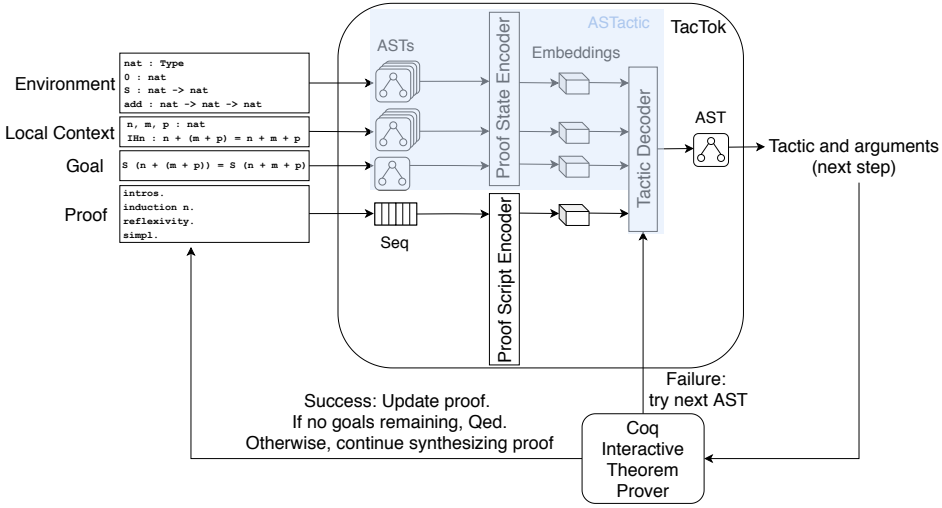 ASTactic
TacTok
ASTs
Proof State Encoder
Embeddings
Environment
nat : Type
0 : nat
S : nat -> nat
add : nat -> nat -> nat
Tactic Decoder
AST
Local Context
n, m, p : nat
IHn : n + (m + p) = n + m + p
Tactic and arguments
(next step)
Goal
S (n + (m + p)) = S (n + m + p)
Proof
intros.
induction n.
reflexivity.
simpl.
Seq
Proof Script Encoder
Failure:
try next AST
Success: Update proof.
If no goals remaining, Qed.
Otherwise, continue synthesizing proof
Coq
Interactive
Theorem
Prover